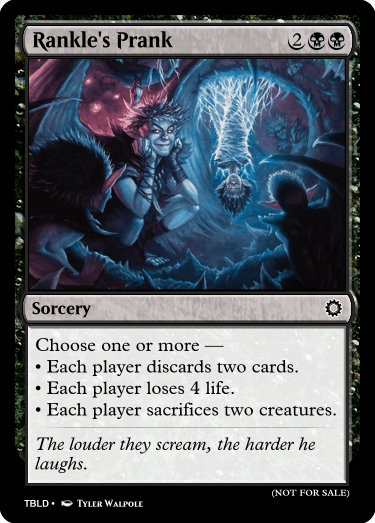 Rankle's Prank 2
Sorcery
Choose one or more —
• Each player discards two cards.
• Each player loses 4 life.
• Each player sacrifices two creatures.
The louder they scream, the harder he
laughs.
(NOT FOR SALE)
TBLD • Tyler Walpole